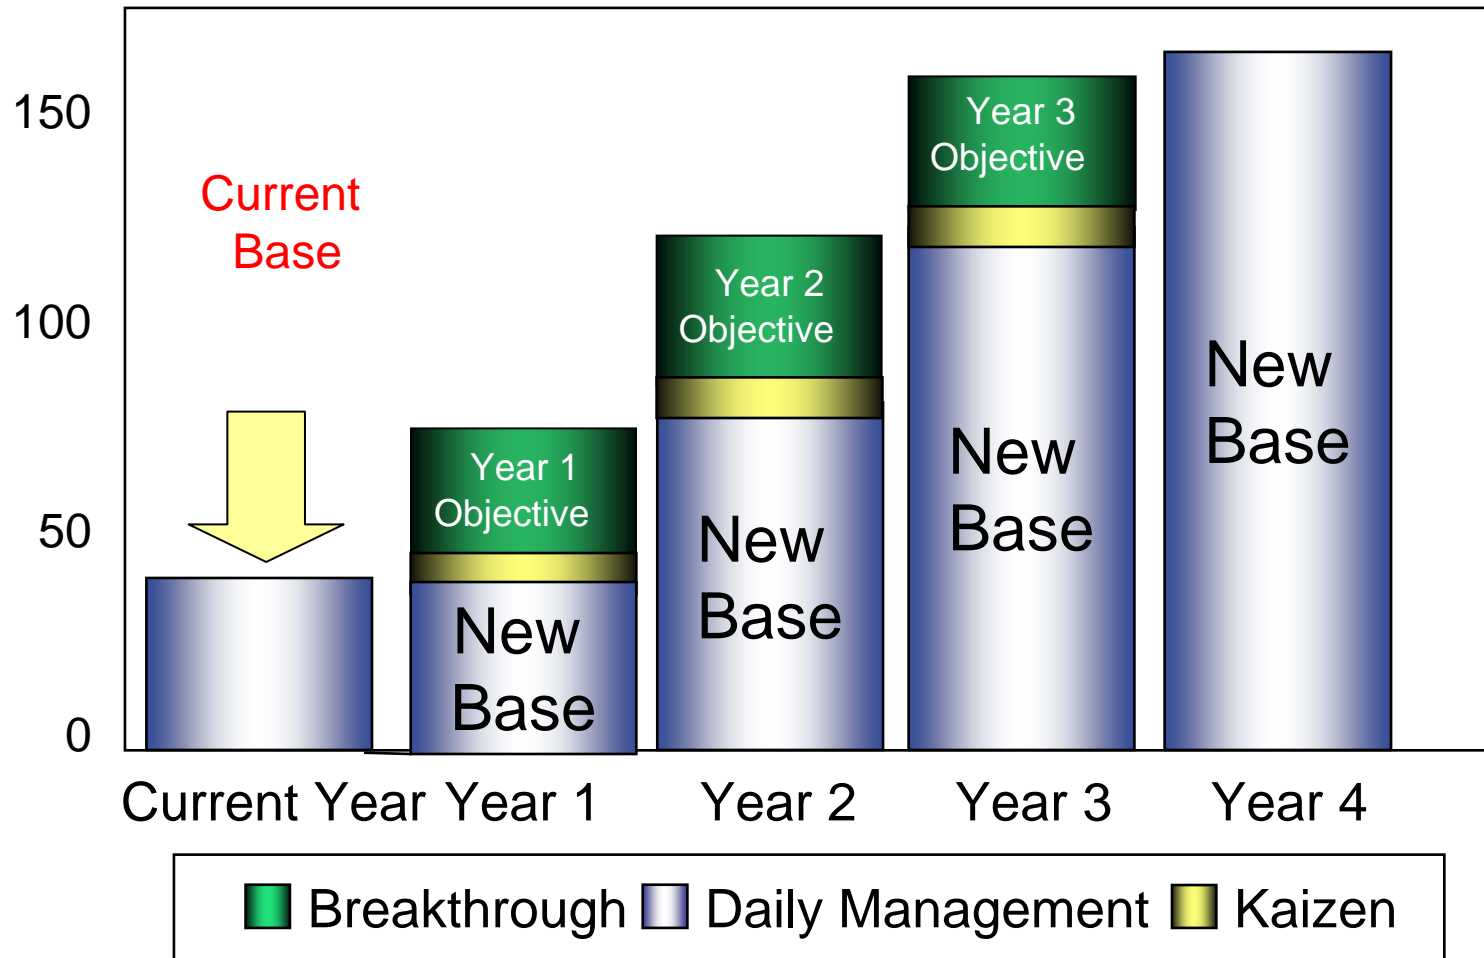 150
100
50
0
Current
Base
Year 1
Objective
New
Base
Year 2
Objective
New
Base
Year 3
Objective
New
Base
New
Base
Current Year Year 1 Year 2 Year 3 Year 4
Breakthrough Daily Management Kaizen